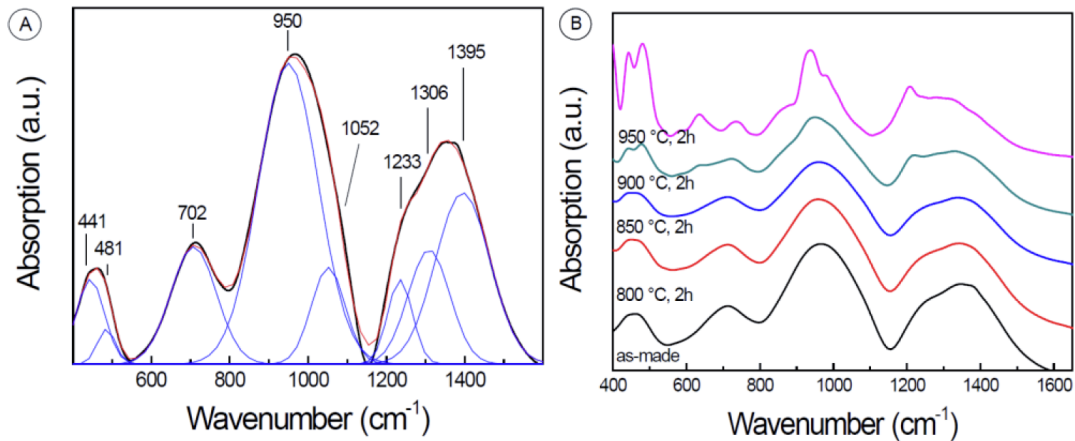 A
950
1395
1306
1052
1233
702
441
481
Absorption (a.u.)
600 800 1000 1200 1400
Wavenumber (cm⁻¹)
B
950 °C, 2h
900 °C, 2h
850 °C, 2h
800 °C, 2h
as-made
Absorption (a.u.)
400 600 800 1000 1200 1400 1600
Wavenumber (cm⁻¹)